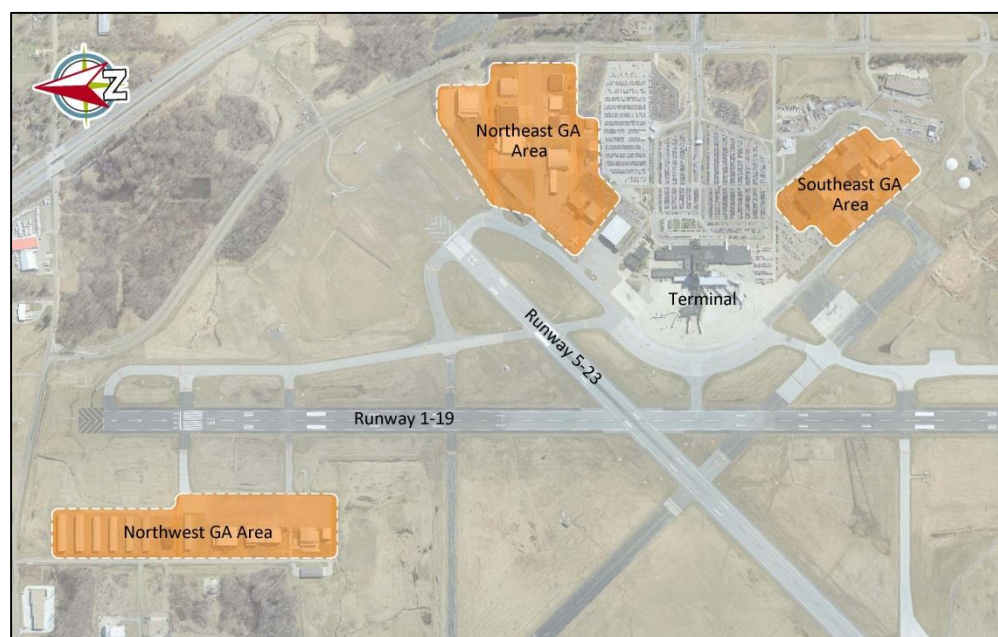 N
Northeast GA
Area
Southeast GA
Area
Terminal
Runway 5-23
Runway 1-19
Northwest GA Area